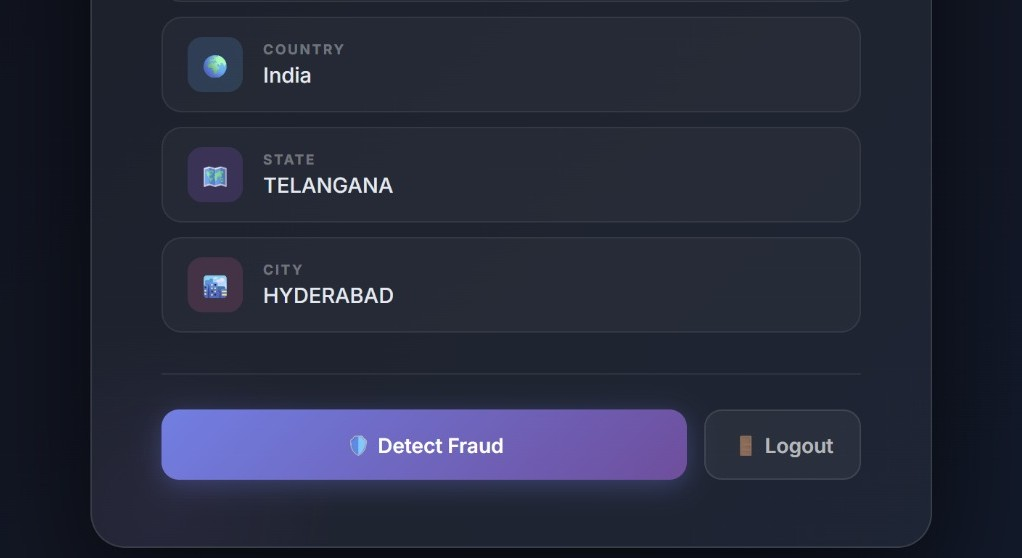 COUNTRY
India
STATE
TELANGANA
CITY
HYDERABAD
Detect Fraud
Logout